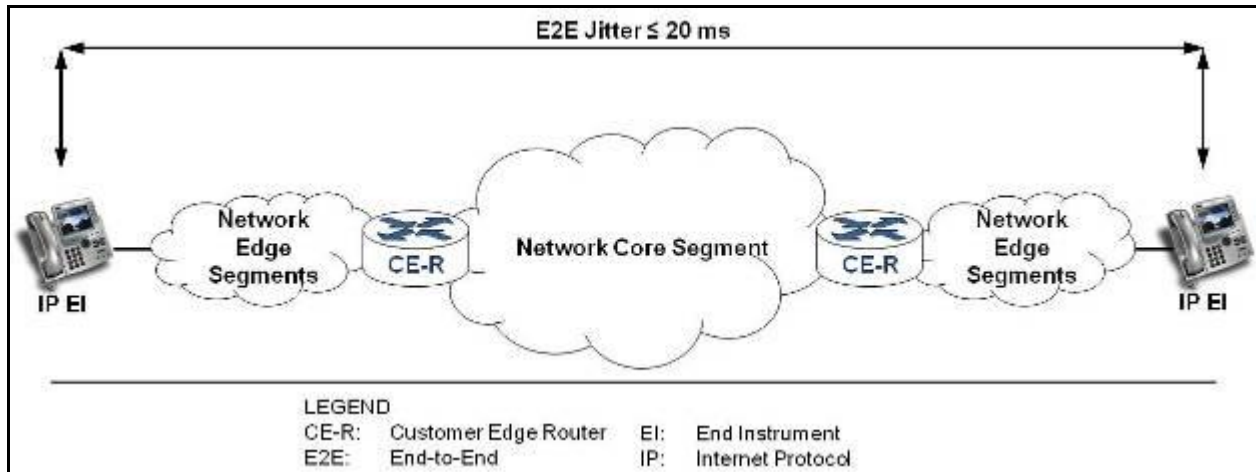 E2E Jitter ≤ 20 ms
Network
Edge
Segments
CE-R
Network Core Segment
CE-R
Network
Edge
Segments
IP EI
IP EI
LEGEND
CE-R: Customer Edge Router EI: End Instrument
E2E: End-to-End IP: Internet Protocol